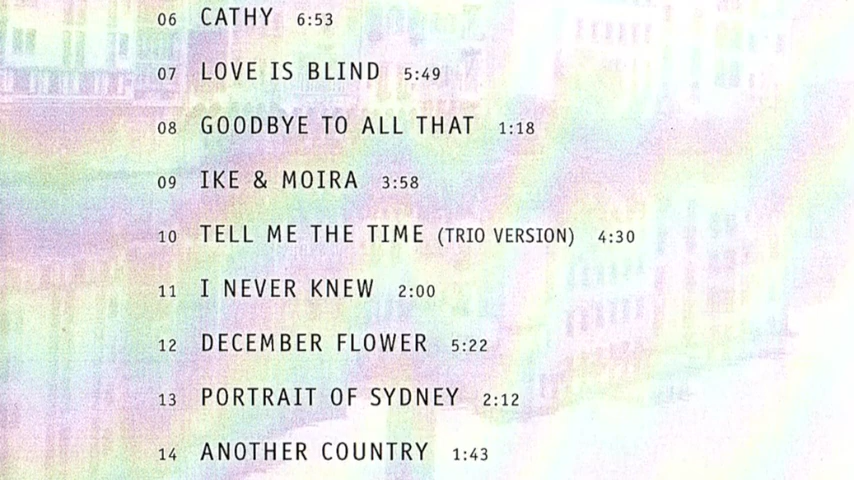 06 CATHY 6:53
07 LOVE IS BLIND 5:49
08 GOODBYE TO ALL THAT 1:18
09 IKE & MOIRA 3:58
10 TELL ME THE TIME (TRIO VERSION) 4:30
11 I NEVER KNEW 2:00
12 DECEMBER FLOWER 5:22
13 PORTRAIT OF SYDNEY 2:12
14 ANOTHER COUNTRY 1:43